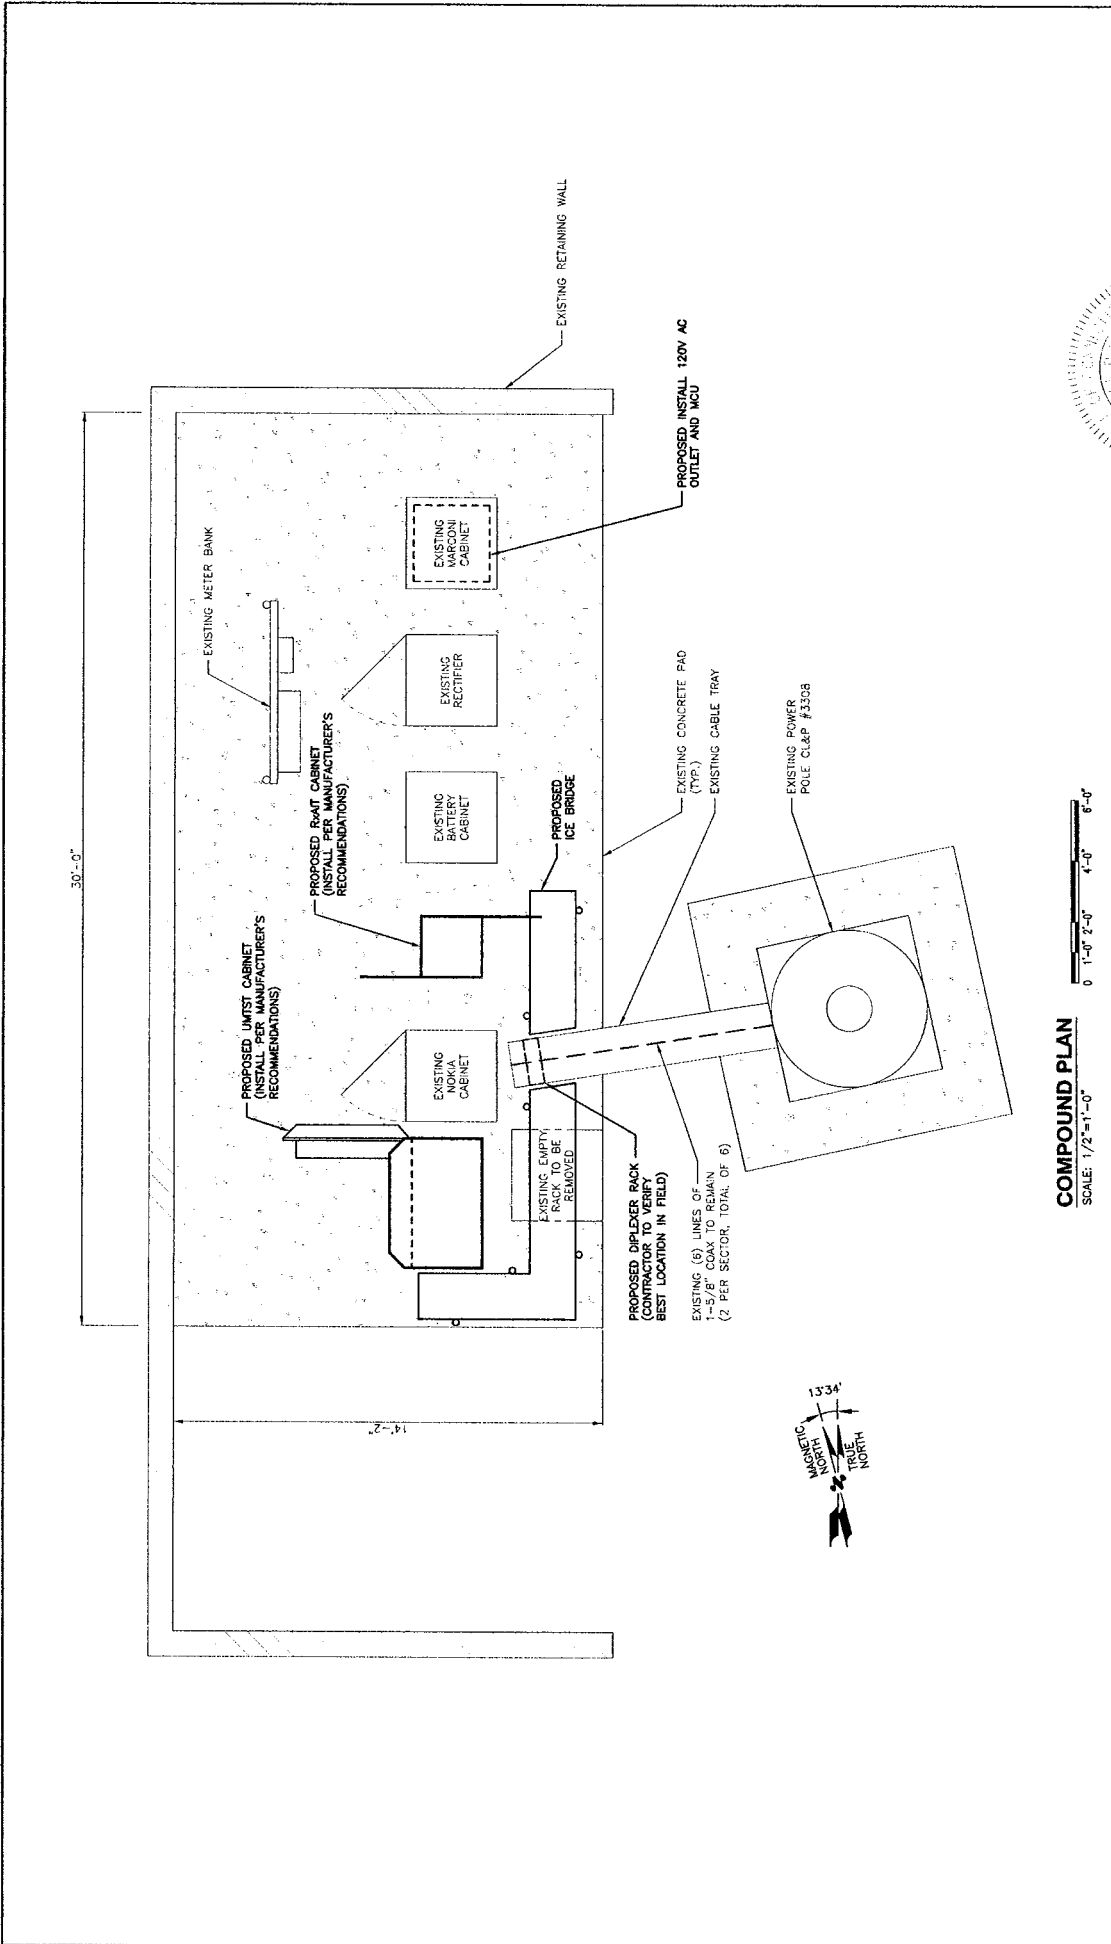 30'-0"
EXISTING RETAINING WALL
EXISTING METER BANK
PROPOSED UMTST CABINET
(INSTALL PER MANUFACTURER'S
RECOMMENDATIONS)
PROPOSED RxAIT CABINET
(INSTALL PER MANUFACTURER'S
RECOMMENDATIONS)
EXISTING
NOKIA
CABINET
EXISTING
BATTERY
CABINET
EXISTING
RECTIFIER
EXISTING
MARCONI
CABINET
PROPOSED INSTALL 120V AC
OUTLET AND MCU
14'-2"
EXISTING EMPTY
RACK TO BE
REMOVED
PROPOSED
ICE BRIDGE
PROPOSED DIPLEXER RACK
(CONTRACTOR TO VERIFY
BEST LOCATION IN FIELD)
EXISTING (6) LINES OF
1-5/8" COAX TO REMAIN
(2 PER SECTOR, TOTAL OF 6)
EXISTING CONCRETE PAD
(TYP.)
EXISTING CABLE TRAY
EXISTING POWER
POLE CL&P #3308
MAGNETIC
NORTH
TRUE
NORTH
13°34'
COMPOUND PLAN
SCALE: 1/2"=1'-0"
0 1'-0" 2'-0" 4'-0" 6'-0"